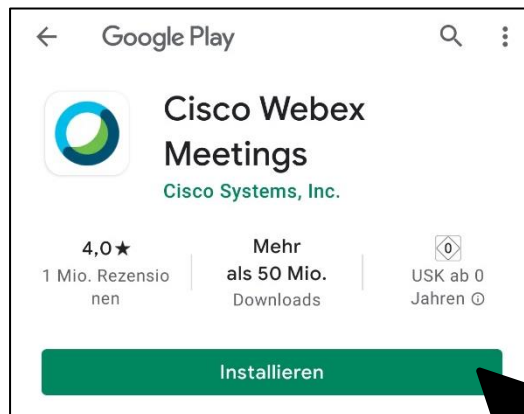 Google Play
Cisco Webex
Meetings
Cisco Systems, Inc.
4,0★
1 Mio. Rezensio
nen
Mehr
als 50 Mio.
Downloads
0
USK ab 0
Jahren
Installieren